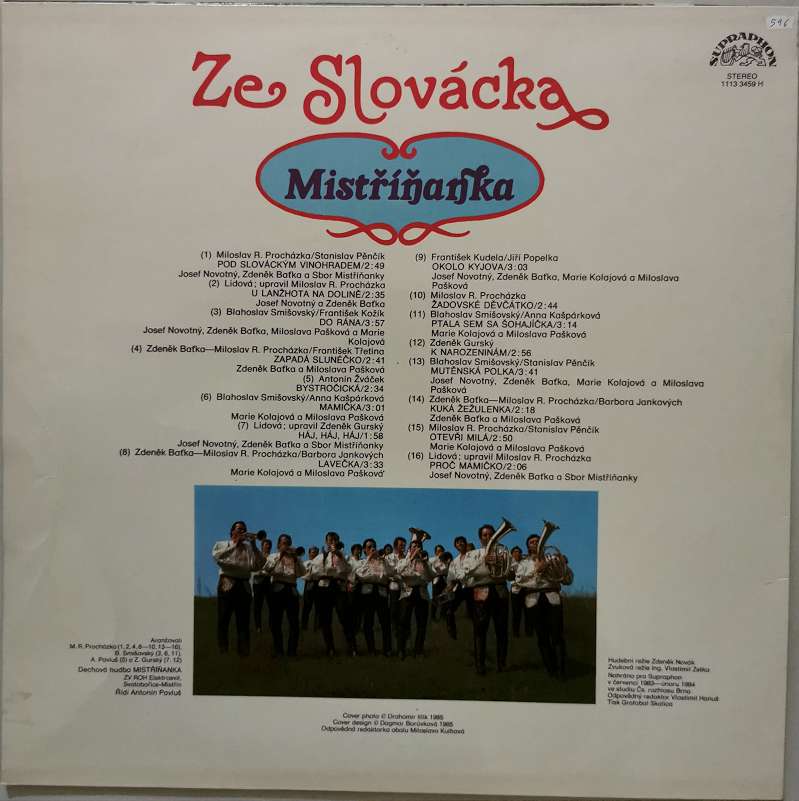 596
SUPRAPHON
STEREO
1113 3459 H
Ze Slovácka
Mistříňanka
(1) Miloslav R. Procházka/Stanislav Pěnčík
POD SLOVÁCKÝM VINOHRADEM/2:49
Josef Novotný, Zdeněk Baťka a Sbor Mistříňanky
(2) Lidová; upravil Miloslav R. Procházka
U LANŽHOTA NA DOLINĚ/2:35
Josef Novotný a Zdeněk Baťka
(3) Blahoslav Smišovský/František Kožík
DO RÁNA/3:57
Josef Novotný, Zdeněk Baťka, Miloslava Pašková a Marie
Kolajová
(4) Zdeněk Baťka—Miloslav R. Procházka/František Třetina
ZAPADÁ SLUNÉČKO/2:41
Zdeněk Baťka a Miloslava Pašková
(5) Antonín Žváček
BYSTROČICKÁ/2:34
(6) Blahoslav Smišovský/Anna Kašpárková
MAMIČKA/3:01
Marie Kolajová a Miloslava Pašková
(7) Lidová; upravil Zdeněk Gurský
HÁJ, HÁJ, HÁJ/1:58
Josef Novotný, Zdeněk Baťka a Sbor Mistříňanky
(8) Zdeněk Baťka—Miloslav R. Procházka/Barbora Jankových
LAVEČKA/3:33
Marie Kolajová a Miloslava Pašková
(9) František Kudela/Jiří Popelka
OKOLO KYJOVA/3:03
Josef Novotný, Zdeněk Baťka, Marie Kolajová a Miloslava
Pašková
(10) Miloslav R. Procházka
ŽADOVSKÉ DĚVČÁTKO/2:44
(11) Blahoslav Smišovský/Anna Kašpárková
PTALA SEM SA ŠOHAJÍČKA/3:14
Marie Kolajová a Miloslava Pašková
(12) Zdeněk Gurský
K NAROZENINÁM/2:56
(13) Blahoslav Smišovský/Stanislav Pěnčík
MUTĚNSKÁ POLKA/3:41
Josef Novotný, Zdeněk Baťka, Marie Kolajová a Miloslava
Pašková
(14) Zdeněk Baťka—Miloslav R. Procházka/Barbara Jankových
KUKÁ ŽEŽULENKA/2:18
Zdeněk Baťka a Miloslava Pašková
(15) Miloslav R. Procházka/Stanislav Pěnčík
OTEVŘI MILÁ/2:50
Marie Kolajová a Miloslava Pašková
(16) Lidová; upravil Miloslav R. Procházka
PROČ MAMIČKO/2:06
Josef Novotný, Zdeněk Baťka a Sbor Mistříňanky
Aranžovali
M. R. Procházka (1, 2, 4, 8—10, 13—16),
B. Smišovský (3, 6, 11),
A. Pavluš (5) a Z. Gurský (7, 12)
Dechová hudba MISTŘÍŇANKA
ZV ROH Elektrosvit,
Svatobořice-Mistřín
Řídí Antonín Pavluš
Hudební režie Zdeněk Novák
Zvuková režie ing. Vlastimil Zelka
Nahráno pro Supraphon
v červenci 1983—únoru 1984
ve studiu Čs. rozhlasu Brno
Odpovědný redaktor Vlastimil Hanuš
Tisk Grafobal Skalica
Cover photo © Drahomír Illík 1985
Cover design © Dagmar Borůvková 1985
Odpovědná redaktorka obalu Miloslava Kulbová